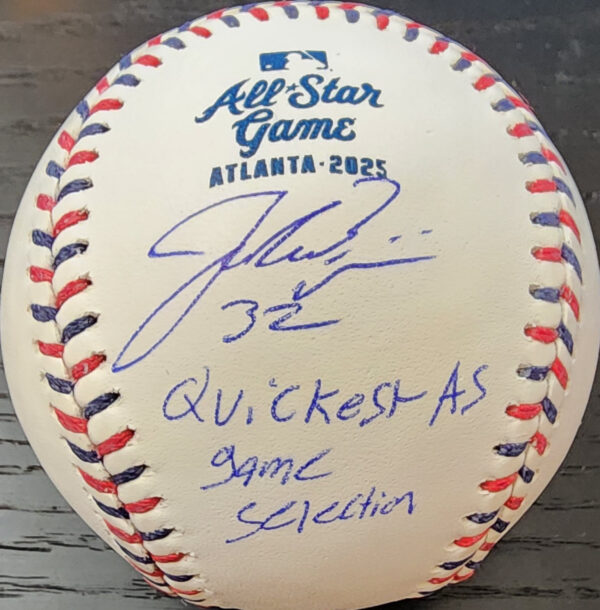 All★Star
Game
ATLANTA · 2025
32
Quickest AS
game
selection